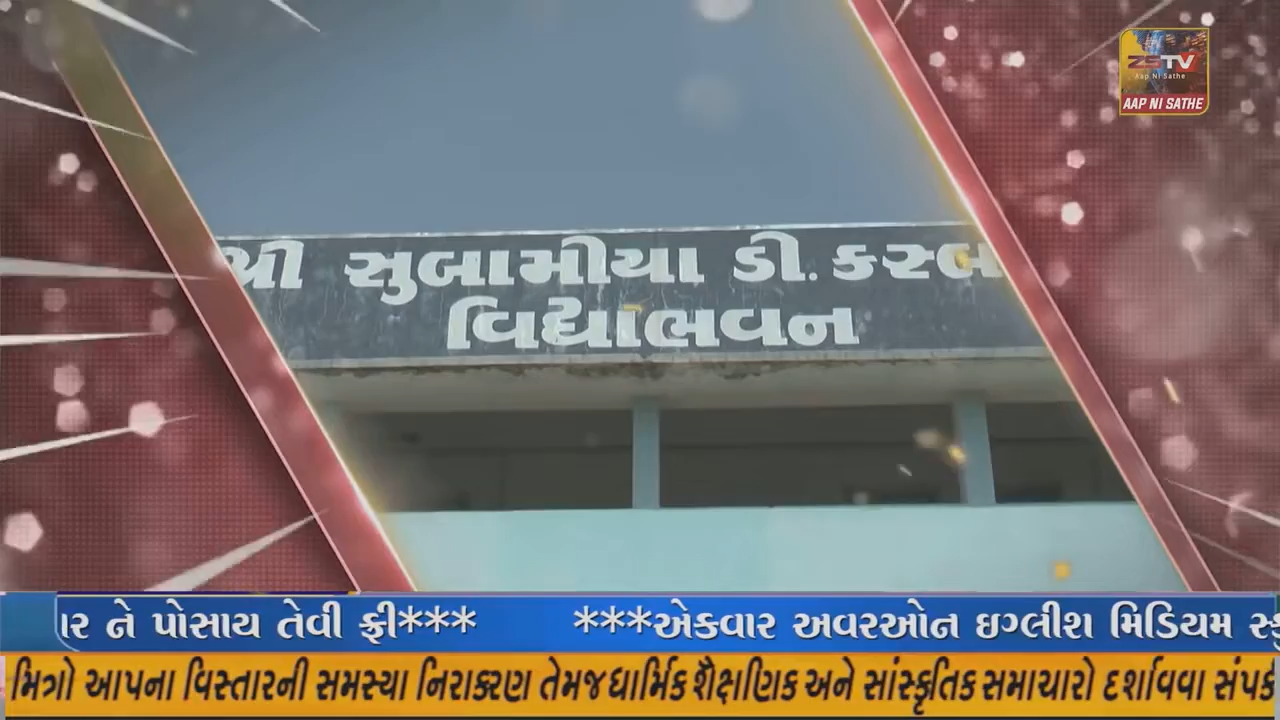 ZSTV
Aap Ni Sathe
AAP NI SATHE
શ્રી સુબામીયા ડી. કરબ
વિદ્યાભવન
ને પોસાય તેવી ફ્રી*** ***એકવાર અવરઓન ઇગ્લીશ મિડિયમ
મિત્રો આપના વિસ્તારની સમસ્યા નિરાકરણ તેમજ ધાર્મિક શૈક્ષણિક અને સાંસ્કૃતિક સમાચારો દર્શાવવા સંપર્ક